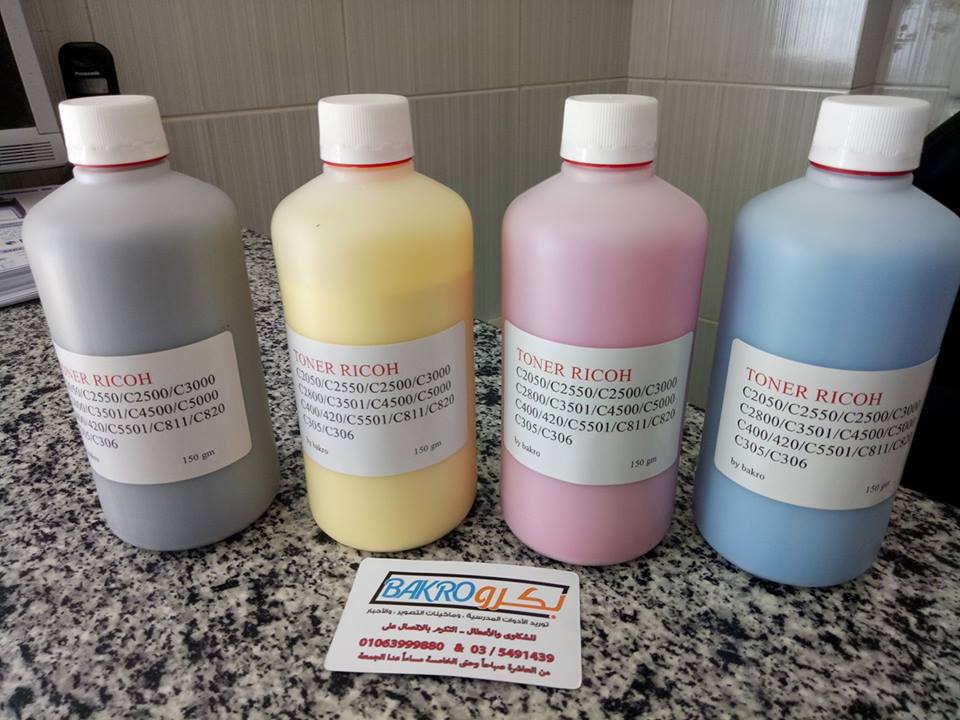 Panasonic
TONER RICOH
C2050/C2550/C2500/C3000
/C3501/C4500/C5000
/420/C5501/C811/C820
/C306
150 gm
TONER RICOH
C2050/C2550/C2500/C3000
C2800/C3501/C4500/C5000
C400/420/C5501/C811/C820
C305/C306
by bakro
150 gm
TONER RICOH
C2050/C2550/C2500/C3000
C2800/C3501/C4500/C5000
C400/420/C5501/C811/C820
C305/C306
by bakro
150 gm
TONER RICOH
C2050/C2550/C2500/C3000
C2800/C3501/C4500/C5000
C400/420/C5501/C811/C820
C305/C306
by bakro
150 gm
BAKRO بكرو
توريد الأدوات المدرسية ، وماكينات التصوير ، والأحبار
للشكاوى والأعطال - التكرم بالاتصال على
01063999880 & 03 / 5491439
من العاشرة صباحاً وحتى الخامسة مساءاً عدا الجمعة